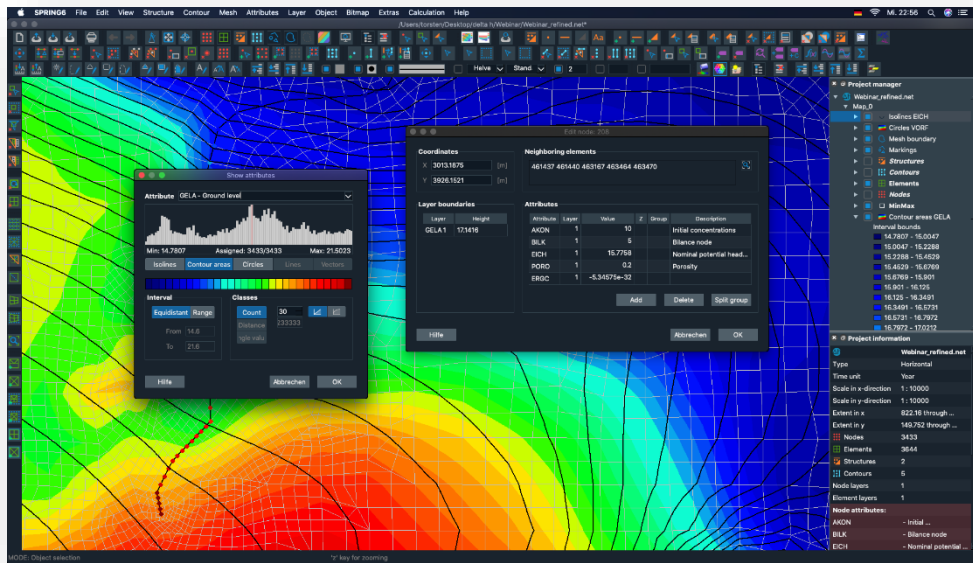 SPRING6 File Edit View Structure Contour Mesh Attributes Layer Object Bitmap Extras Calculation Help
Mi. 22:56
/Users/torsten/Desktop/delta h/Webinar/Webinar_refined.net*
Helve Stand 2
Show attributes
Attribute GELA - Ground level
Min: 14.7807 Assigned: 3433/3433 Max: 21.5023
Isolines Contour areas Circles Lines Vectors
Interval Classes
Equidistant Range Count 30
Distance 233333
From 14.6
To 21.6
Hilfe Abbrechen OK
Edit node: 208
Coordinates
X 3013.1875 [m]
Y 3926.1521 [m]
Neighboring elements
461437 461440 463167 463464 463470
Layer boundaries
Layer Height
GELA 1 17.1416
Attributes
Attribute Layer Value Z Group Description
AKON 1 10 Initial concentrations
BILK 1 5 Bilance node
EICH 1 15.7758 Nominal potential head...
PORO 1 0.2 Porosity
ERGC 1 -5.34575e-32
Add Delete Split group
Hilfe Abbrechen OK
Project manager
Webinar_refined.net
Map_0
Isolines EICH
Circles VORF
Mesh boundary
Markings
Structures
Contours
Elements
Nodes
MinMax
Contour areas GELA
Interval bounds
14.7807 - 15.0047
15.0047 - 15.2288
15.2288 - 15.4529
15.4529 - 15.6769
15.6769 - 15.901
15.901 - 16.125
16.125 - 16.3491
16.3491 - 16.5731
16.5731 - 16.7972
16.7972 - 17.0212
Project information
Webinar_refined.net
Type Horizontal
Time unit Year
Scale in x-direction 1 : 10000
Scale in y-direction 1 : 10000
Extent in x 822.16 through ...
Extent in y 149.752 through ...
Nodes 3433
Elements 3644
Structures 2
Contours 5
Node layers 1
Element layers 1
Node attributes:
AKON - Initial ...
BILK - Bilance node
EICH - Nominal potential ...
MODE: Object selection
"z" key for zooming